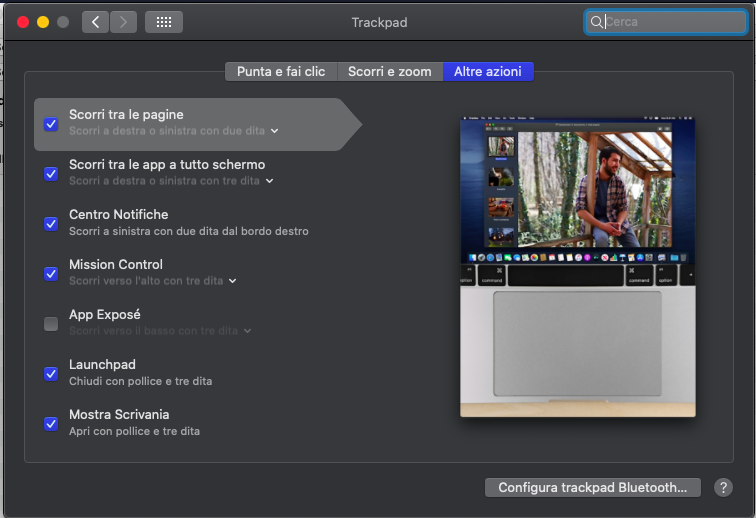 Trackpad
Cerca
Punta e fai clic
Scorri e zoom
Altre azioni
Scorri tra le pagine
Scorri a destra o sinistra con due dita
Scorri tra le app a tutto schermo
Scorri a destra o sinistra con tre dita
Centro Notifiche
Scorri a sinistra con due dita dal bordo destro
Mission Control
Scorri verso l'alto con tre dita
App Exposé
Scorri verso il basso con tre dita
Launchpad
Chiudi con pollice e tre dita
Mostra Scrivania
Apri con pollice e tre dita
command
command
option
Configura trackpad Bluetooth...
?